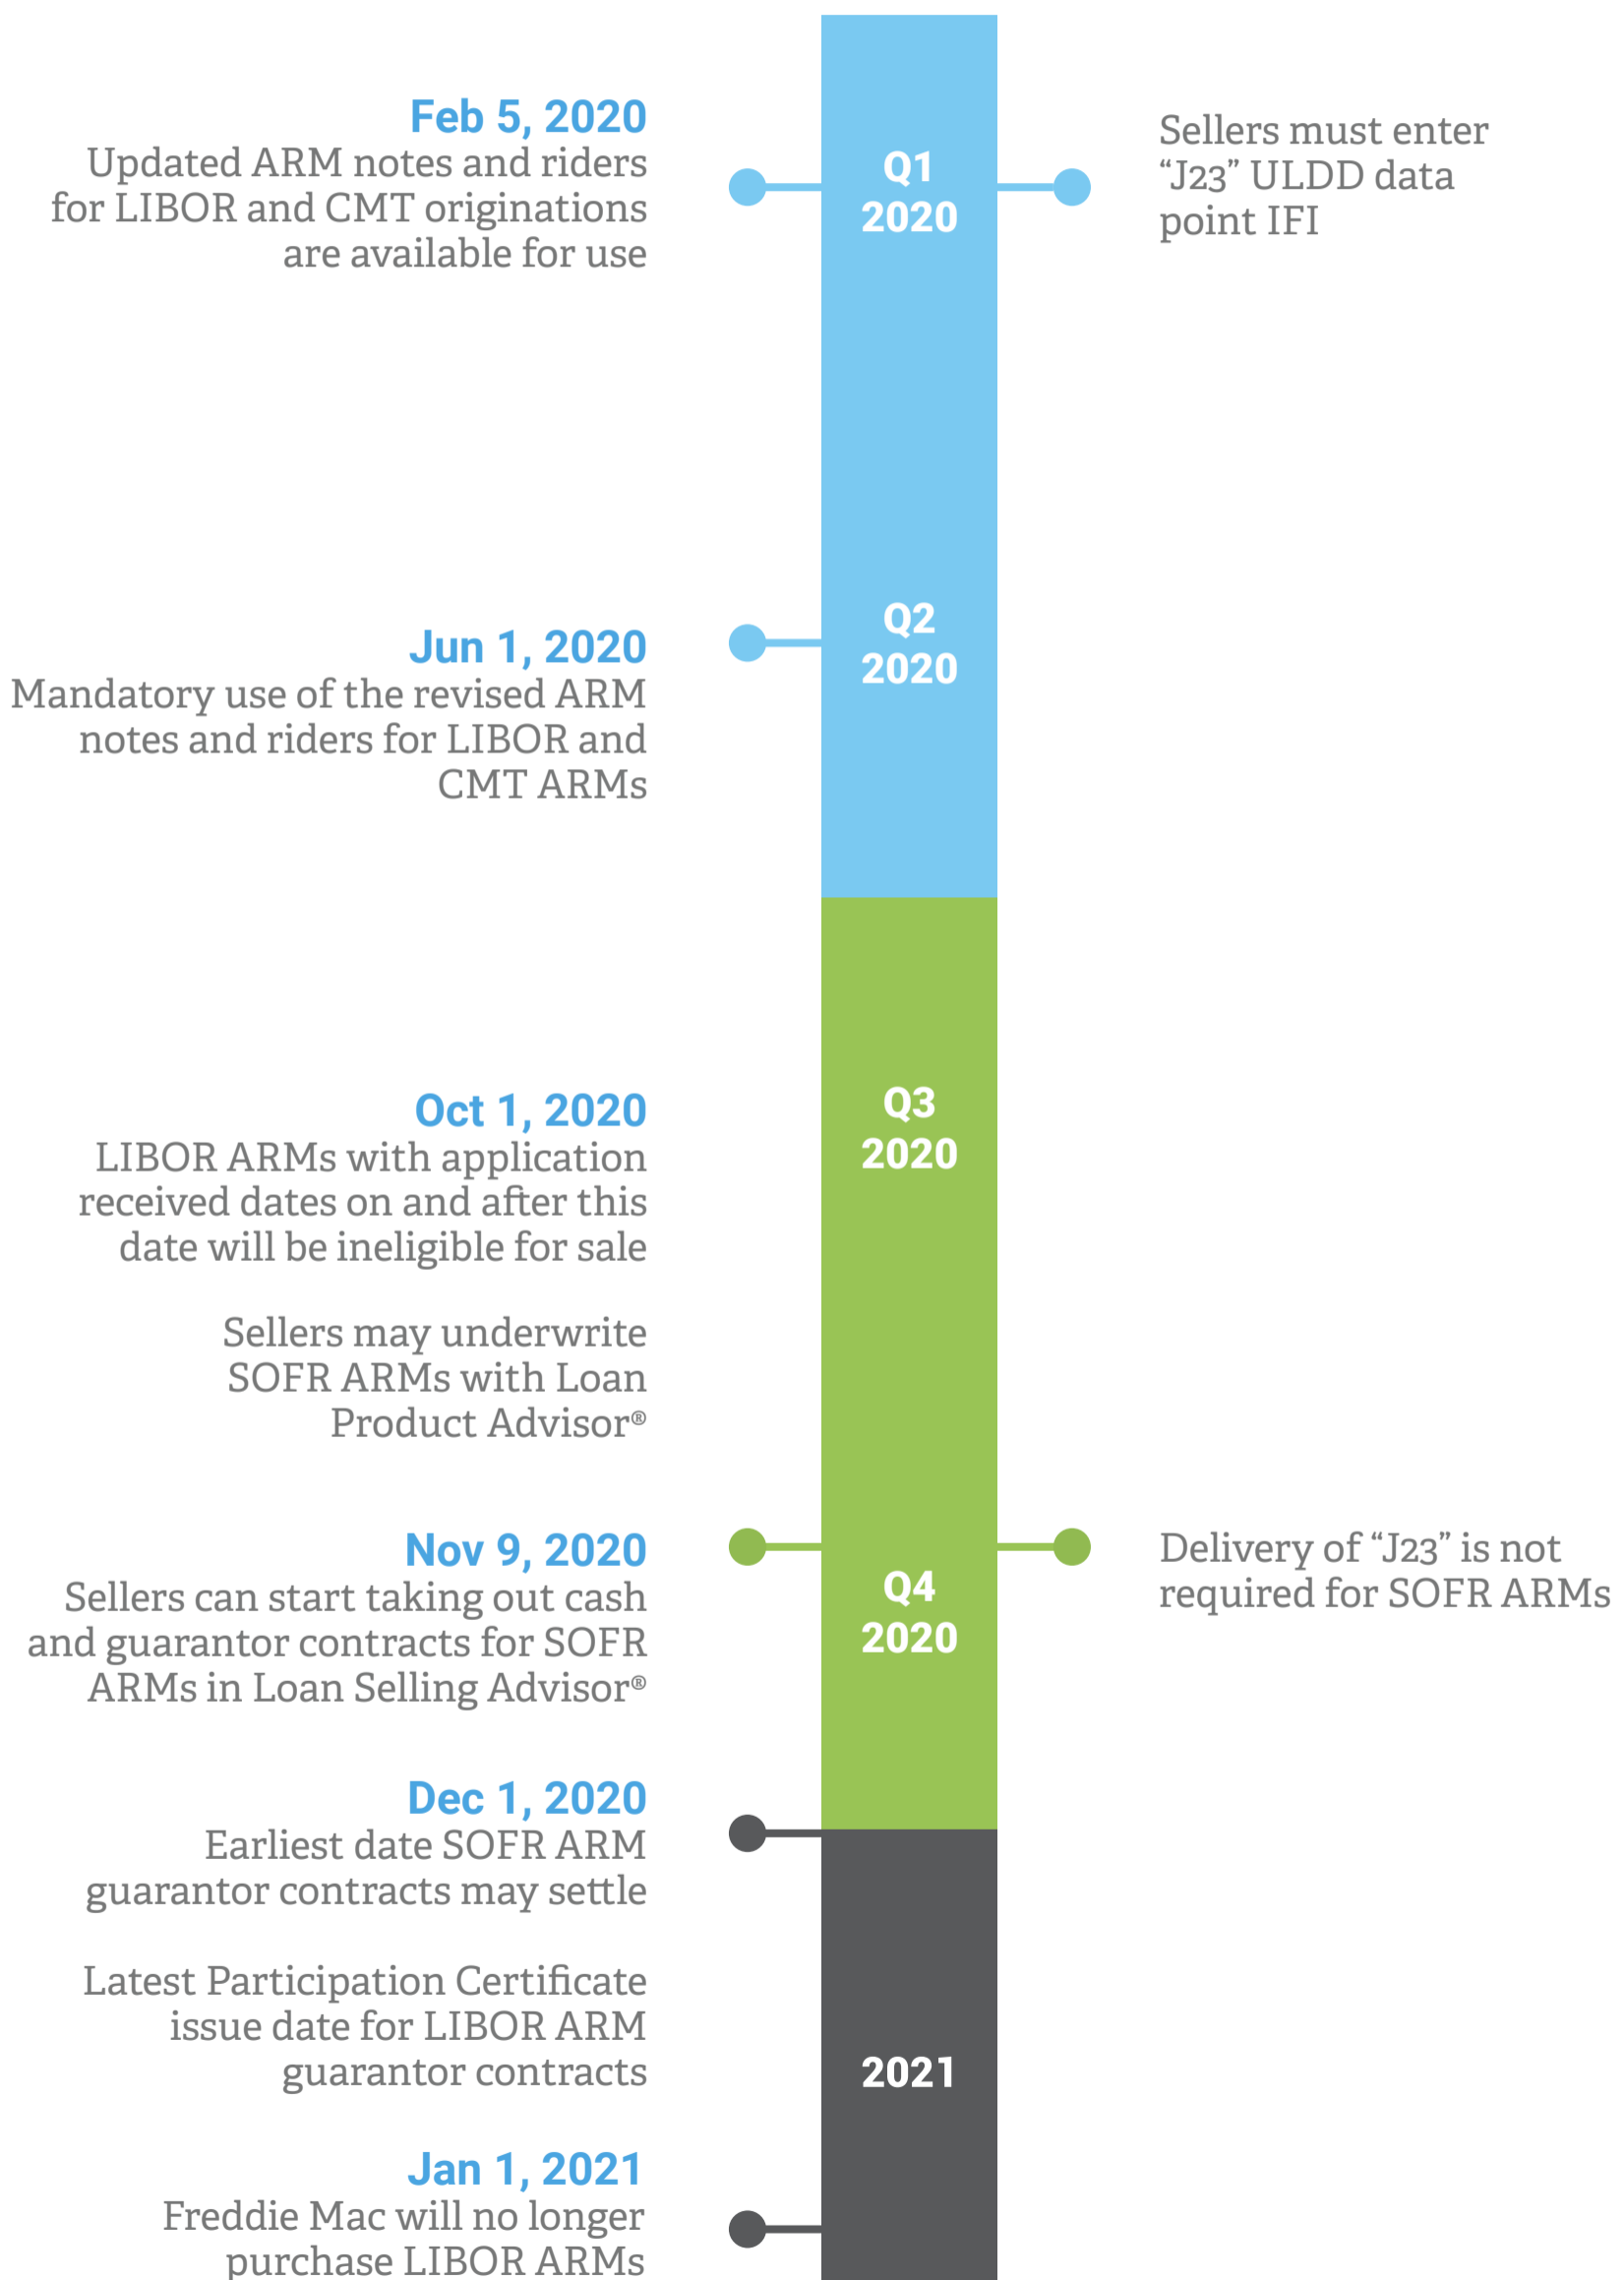 Feb 5, 2020
Updated ARM notes and riders
for LIBOR and CMT originations
are available for use
Q1
2020
Sellers must enter
“J23” ULDD data
point IFI
Jun 1, 2020
Mandatory use of the revised ARM
notes and riders for LIBOR and
CMT ARMs
Q2
2020
Oct 1, 2020
LIBOR ARMs with application
received dates on and after this
date will be ineligible for sale
Sellers may underwrite
SOFR ARMs with Loan
Product Advisor®
Q3
2020
Nov 9, 2020
Sellers can start taking out cash
and guarantor contracts for SOFR
ARMs in Loan Selling Advisor®
Q4
2020
Delivery of “J23” is not
required for SOFR ARMs
Dec 1, 2020
Earliest date SOFR ARM
guarantor contracts may settle
Latest Participation Certificate
issue date for LIBOR ARM
guarantor contracts
2021
Jan 1, 2021
Freddie Mac will no longer
purchase LIBOR ARMs